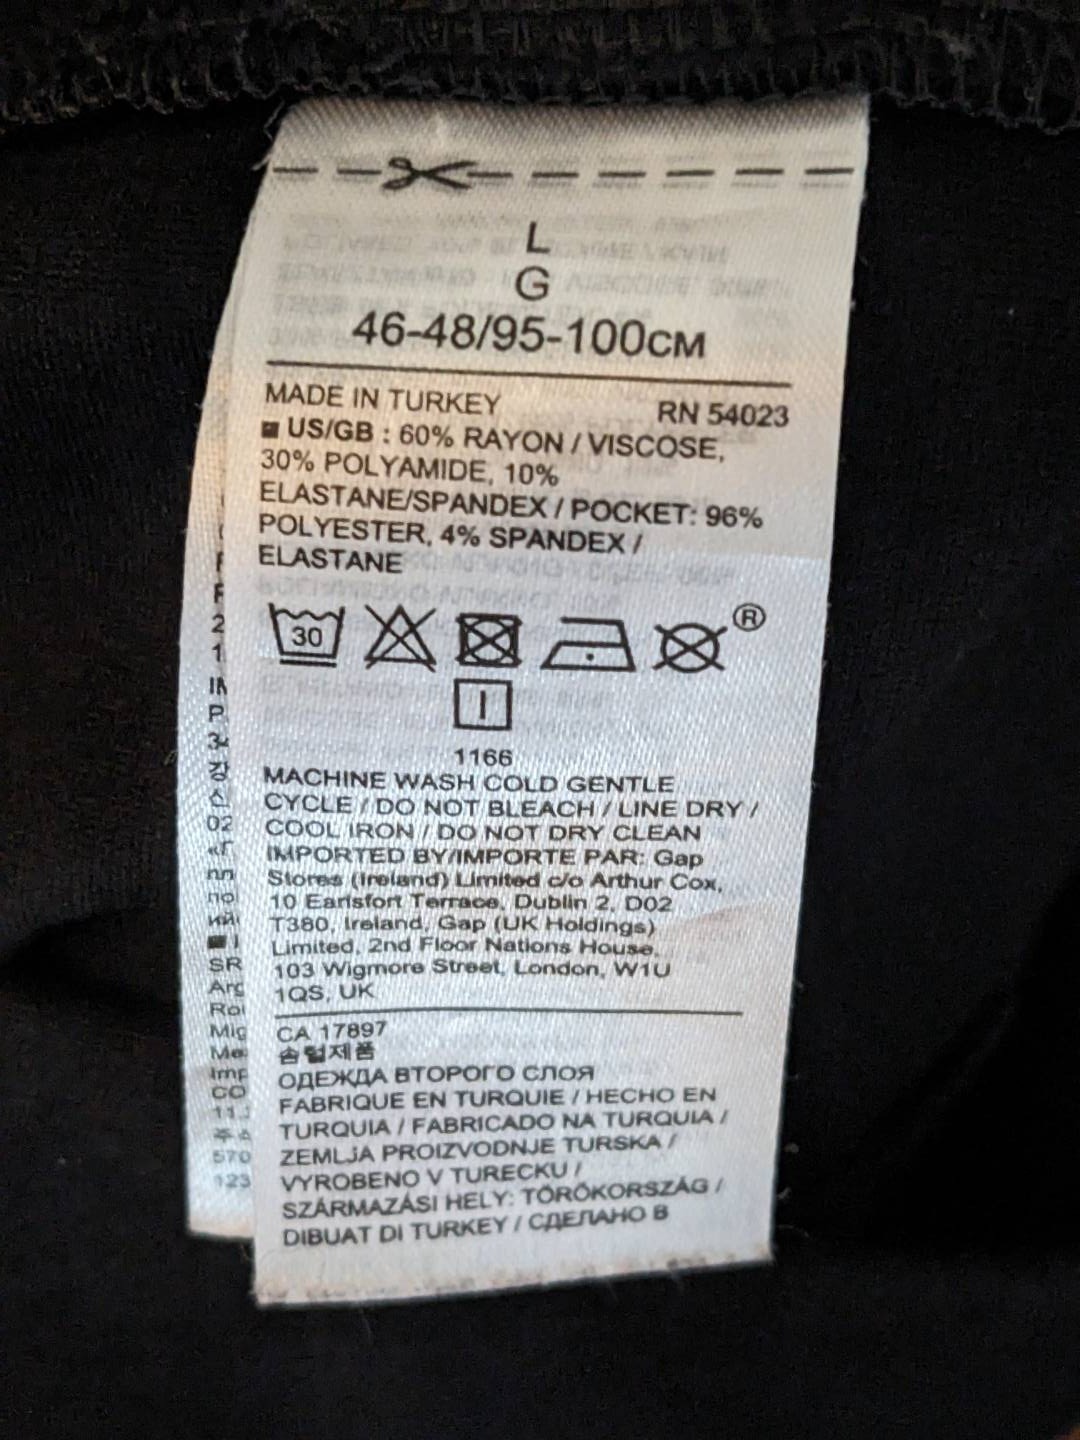 L
G
46-48/95-100CM
MADE IN TURKEY RN 54023
US/GB : 60% RAYON / VISCOSE,
30% POLYAMIDE, 10%
ELASTANE/SPANDEX / POCKET: 96%
POLYESTER, 4% SPANDEX /
ELASTANE
30
®
1166
MACHINE WASH COLD GENTLE
CYCLE / DO NOT BLEACH / LINE DRY /
COOL IRON / DO NOT DRY CLEAN
IMPORTED BY/IMPORTE PAR: Gap
Stores (Ireland) Limited c/o Arthur Cox,
10 Earlsfort Terrace, Dublin 2, D02
T380, Ireland, Gap (UK Holdings)
Limited, 2nd Floor Nations House,
103 Wigmore Street, London, W1U
1QS, UK
CA 17897
솜털제품
ОДЕЖДА ВТОРОГО СЛОЯ
FABRIQUE EN TURQUIE / HECHO EN
TURQUIA / FABRICADO NA TURQUIA /
ZEMLJA PROIZVODNJE TURSKA /
VYROBENO V TURECKU /
SZÁRMAZÁSI HELY: TÖRÖKORSZÁG /
DIBUAT DI TURKEY / СДЕЛАНО В